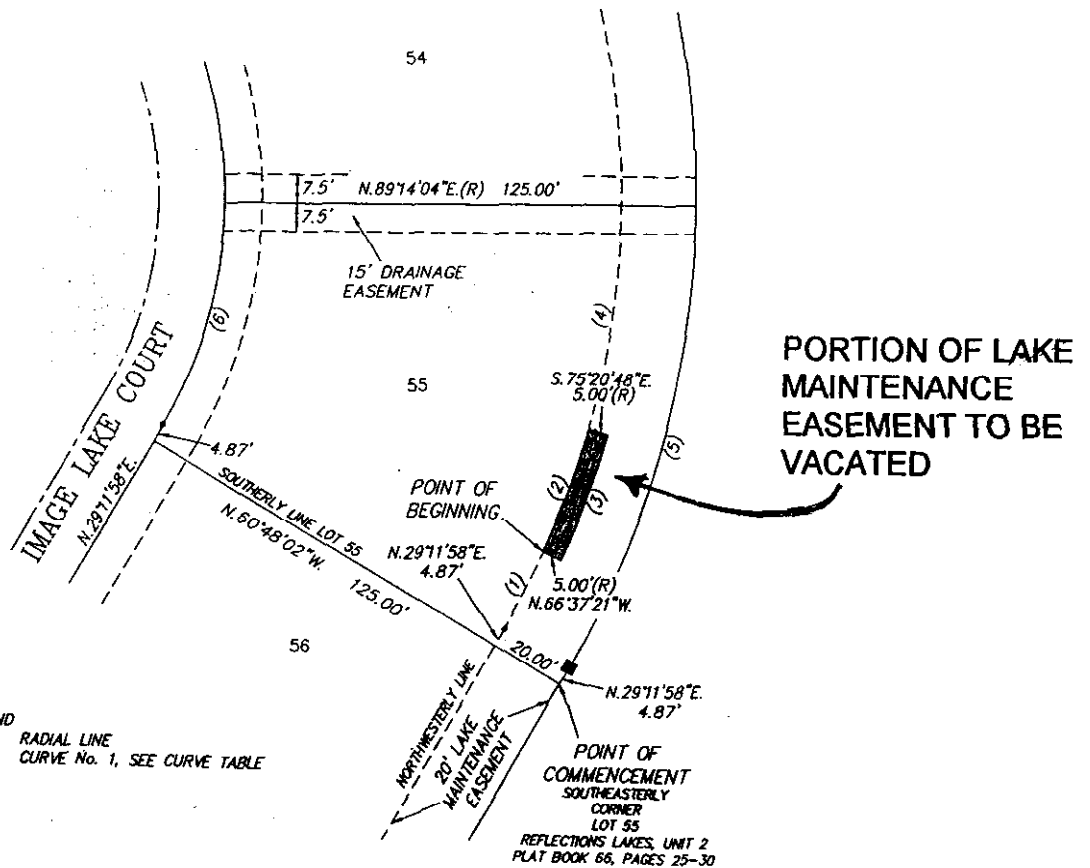 54
7.5' N.89°14'04"E.(R) 125.00'
7.5'
15' DRAINAGE
EASEMENT
(6)
(4)
IMAGE LAKE COURT
55
S.75°20'48"E.
5.00'(R)
PORTION OF LAKE
MAINTENANCE
EASEMENT TO BE
VACATED
(5)
4.87'
N.29°11'58"E.
SOUTHERLY LINE LOT 55
N.60°48'02"W. 125.00'
POINT OF
BEGINNING
(2)
(3)
N.29°11'58"E.
4.87'
(1)
5.00'(R)
N.66°37'21"W.
56
20.00'
N.29°11'58"E.
4.87'
ND
RADIAL LINE
CURVE No. 1, SEE CURVE TABLE
NORTHWESTERLY LINE
20' LAKE
MAINTENANCE
EASEMENT
POINT OF
COMMENCEMENT
SOUTHEASTERLY
CORNER
LOT 55
REFLECTIONS LAKES, UNIT 2
PLAT BOOK 66, PAGES 25-30